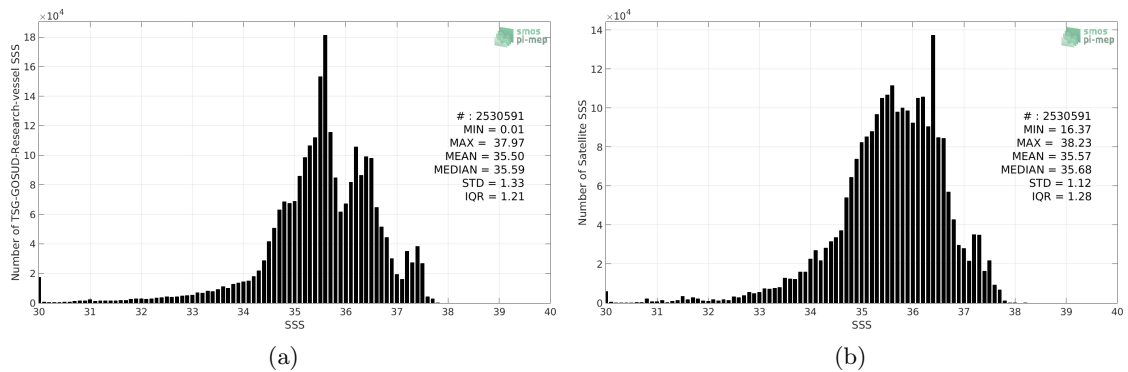 ×10⁴
18
16
14
12
10
8
6
4
2
0
Number of TSG-GOSUD-Research-vessel SSS
30 31 32 33 34 35 36 37 38 39 40
SSS
smos
pi-mep
# : 2530591
MIN = 0.01
MAX = 37.97
MEAN = 35.50
MEDIAN = 35.59
STD = 1.33
IQR = 1.21
(a)
×10⁴
14
12
10
8
6
4
2
0
Number of Satellite SSS
30 31 32 33 34 35 36 37 38 39 40
SSS
smos
pi-mep
# : 2530591
MIN = 16.37
MAX = 38.23
MEAN = 35.57
MEDIAN = 35.68
STD = 1.12
IQR = 1.28
(b)